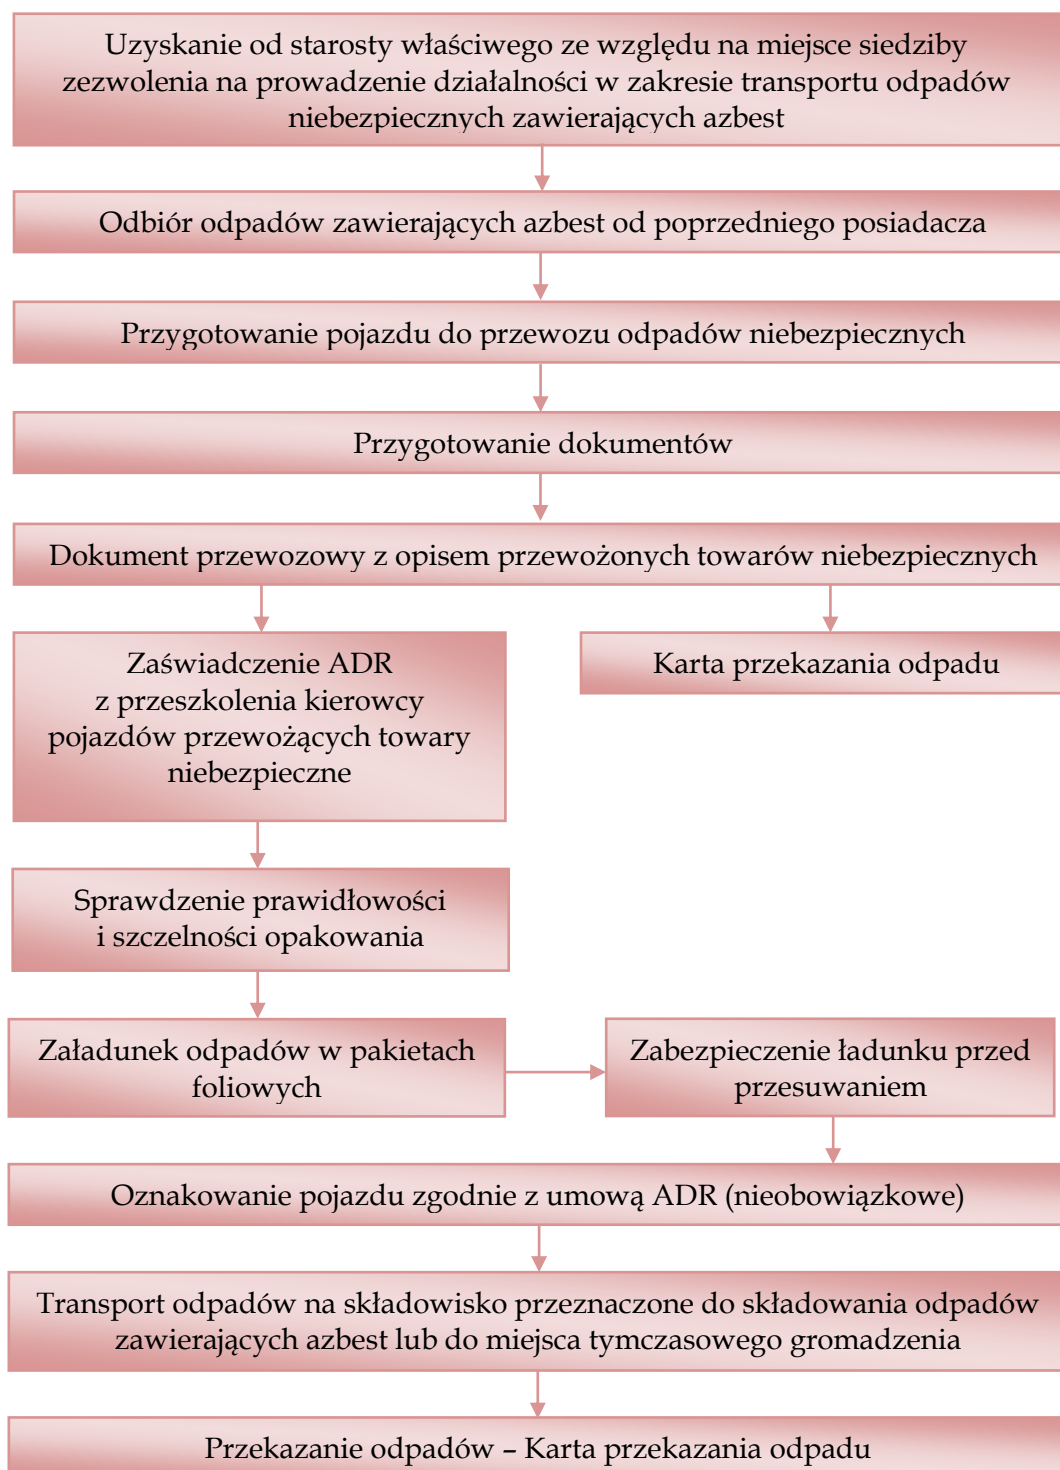 Uzyskanie od starosty właściwego ze względu na miejsce siedziby
zezwolenia na prowadzenie działalności w zakresie transportu odpadów
niebezpiecznych zawierających azbest
Odbiór odpadów zawierających azbest od poprzedniego posiadacza
Przygotowanie pojazdu do przewozu odpadów niebezpiecznych
Przygotowanie dokumentów
Dokument przewozowy z opisem przewożonych towarów niebezpiecznych
Zaświadczenie ADR
z przeszkolenia kierowcy
pojazdów przewożących towary
niebezpieczne
Karta przekazania odpadu
Sprawdzenie prawidłowości
i szczelności opakowania
Załadunek odpadów w pakietach
foliowych
Zabezpieczenie ładunku przed
przesuwaniem
Oznakowanie pojazdu zgodnie z umową ADR (nieobowiązkowe)
Transport odpadów na składowisko przeznaczone do składowania odpadów
zawierających azbest lub do miejsca tymczasowego gromadzenia
Przekazanie odpadów – Karta przekazania odpadu